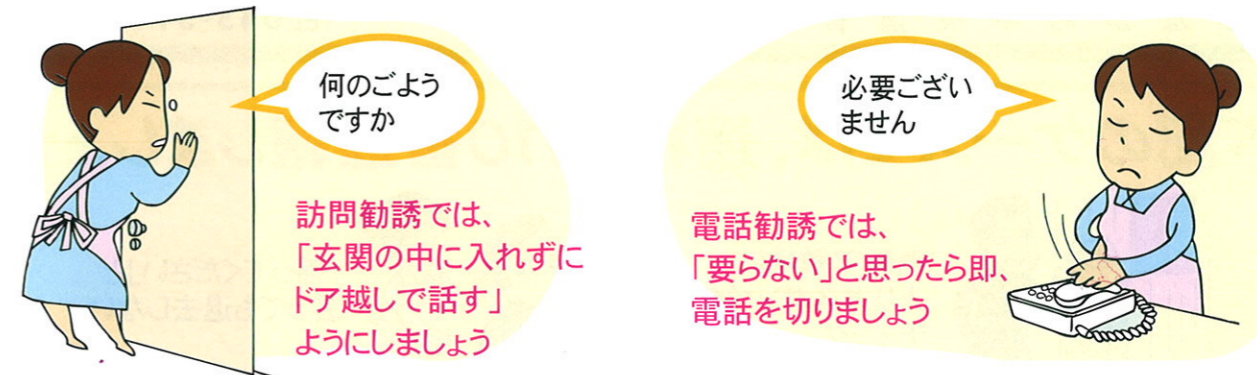 何のごよう
ですか
訪問勧誘では、
「玄関の中に入れずに
ドア越しで話す」
ようにしましょう
必要ござい
ません
電話勧誘では、
「要らない」と思ったら即、
電話を切りましょう